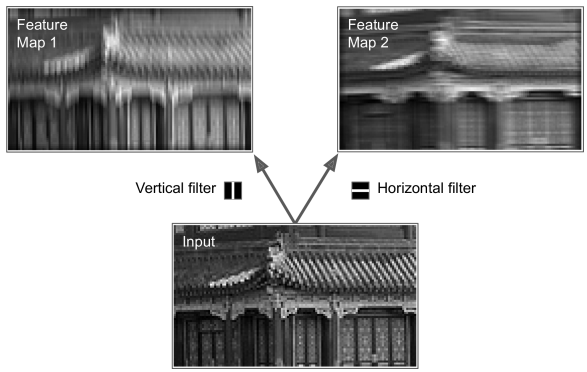 Feature
Map 1
Feature
Map 2
Vertical filter
Horizontal filter
Input